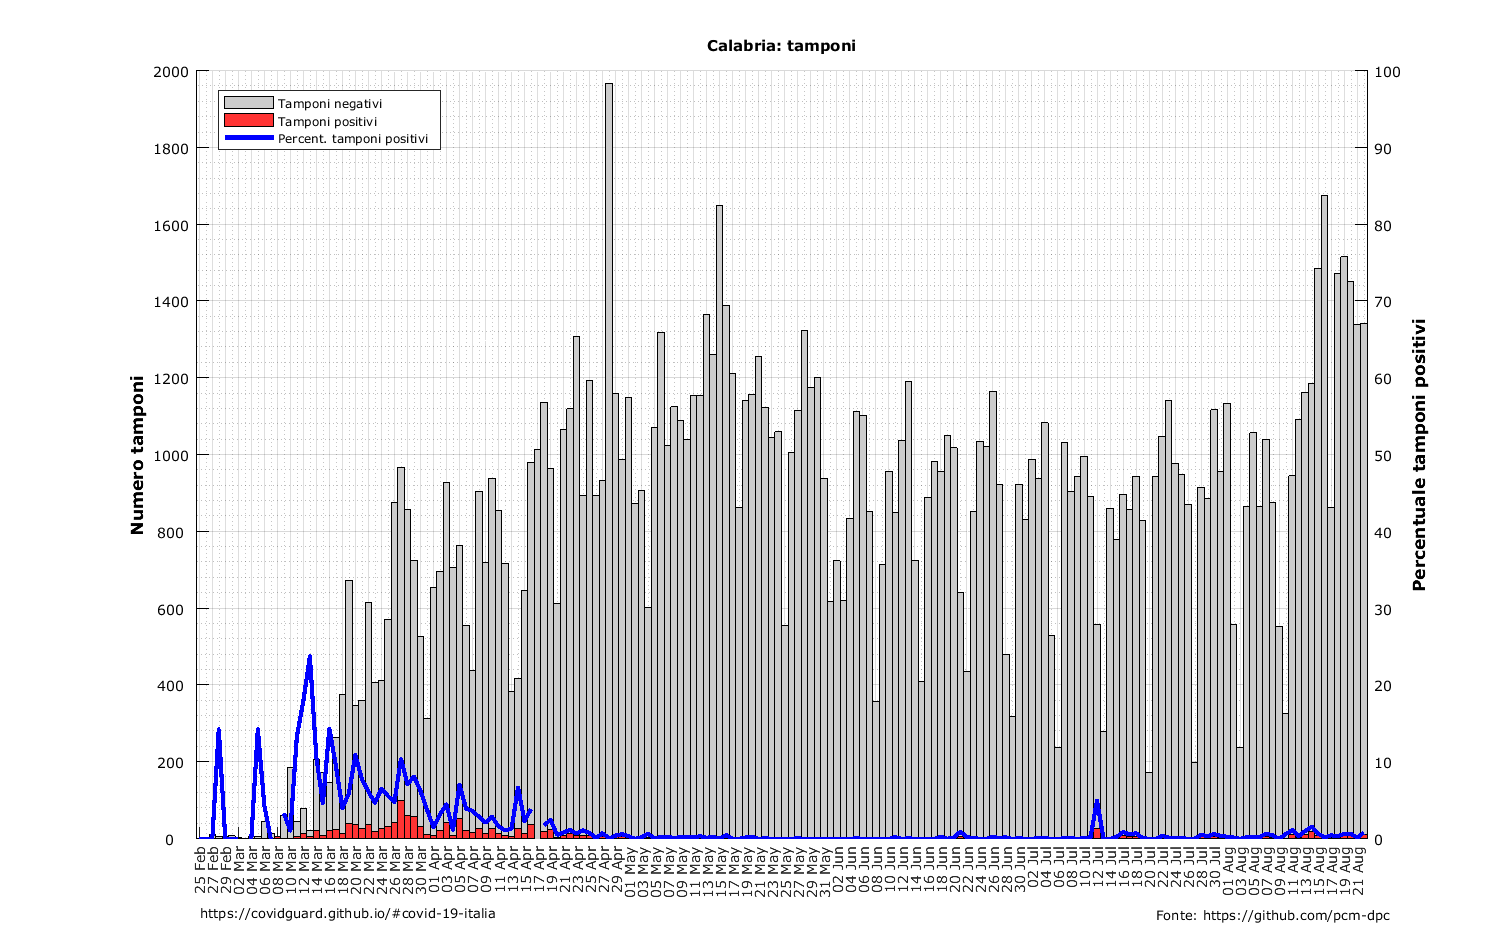 Calabria: tamponi
Tamponi negativi
Tamponi positivi
Percent. tamponi positivi
Numero tamponi
2000
1800
1600
1400
1200
1000
800
600
400
200
0
Percentuale tamponi positivi
100
90
80
70
60
50
40
30
20
10
0
25 Feb
27 Feb
29 Feb
02 Mar
04 Mar
06 Mar
08 Mar
10 Mar
12 Mar
14 Mar
16 Mar
18 Mar
20 Mar
22 Mar
24 Mar
26 Mar
28 Mar
30 Mar
01 Apr
03 Apr
05 Apr
07 Apr
09 Apr
11 Apr
13 Apr
15 Apr
17 Apr
19 Apr
21 Apr
23 Apr
25 Apr
27 Apr
29 Apr
01 May
03 May
05 May
07 May
09 May
11 May
13 May
15 May
17 May
19 May
21 May
23 May
25 May
27 May
29 May
31 May
02 Jun
04 Jun
06 Jun
08 Jun
10 Jun
12 Jun
14 Jun
16 Jun
18 Jun
20 Jun
22 Jun
24 Jun
26 Jun
28 Jun
30 Jun
02 Jul
04 Jul
06 Jul
08 Jul
10 Jul
12 Jul
14 Jul
16 Jul
18 Jul
20 Jul
22 Jul
24 Jul
26 Jul
28 Jul
30 Jul
01 Aug
03 Aug
05 Aug
07 Aug
09 Aug
11 Aug
13 Aug
15 Aug
17 Aug
19 Aug
21 Aug
https://covidguard.github.io/#covid-19-italia
Fonte: https://github.com/pcm-dpc